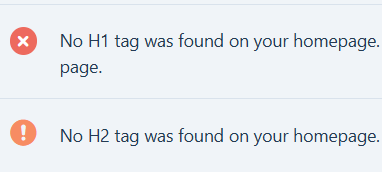 No H1 tag was found on your homepage.
page.
No H2 tag was found on your homepage.